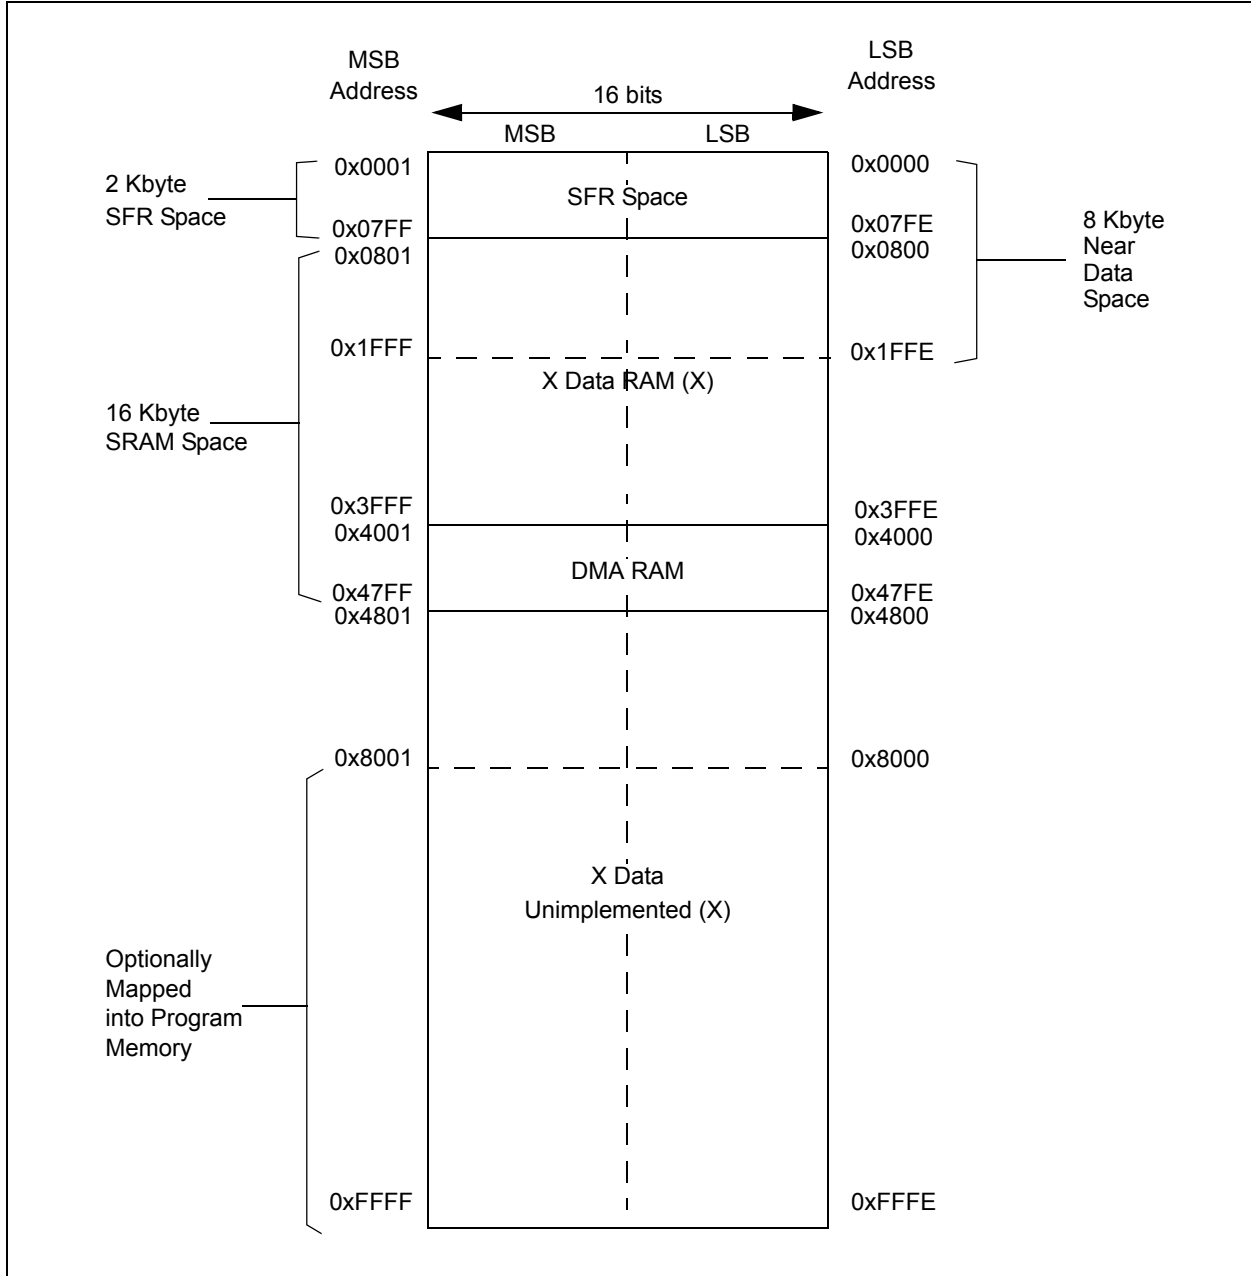 MSB
Address
LSB
Address
16 bits
MSB
LSB
0x0001
0x0000
2 Kbyte
SFR Space
SFR Space
0x07FF
0x07FE
0x0801
0x0800
8 Kbyte
Near
Data
Space
0x1FFF
0x1FFE
X Data RAM (X)
16 Kbyte
SRAM Space
0x3FFF
0x3FFE
0x4001
0x4000
DMA RAM
0x47FF
0x47FE
0x4801
0x4800
0x8001
0x8000
X Data
Unimplemented (X)
Optionally
Mapped
into Program
Memory
0xFFFF
0xFFFE